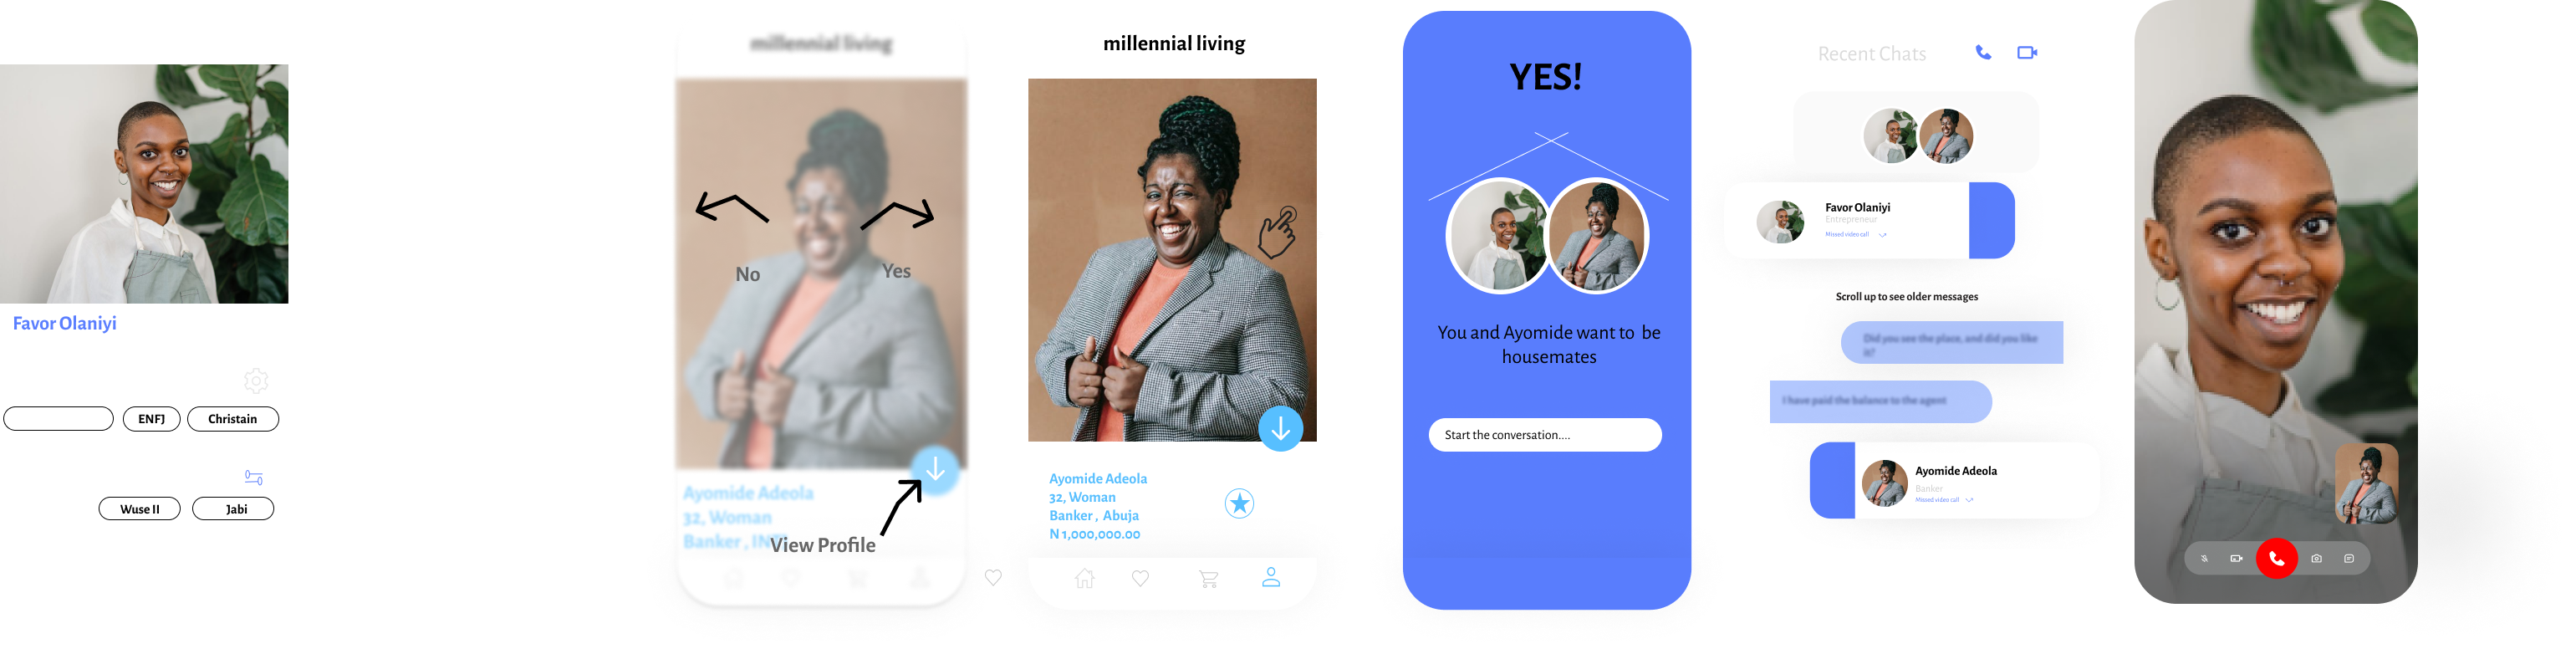 Favor Olaniyi
ENFJ
Christain
Wuse II
Jabi
millennial living
No
Yes
Ayomide Adeola
32, Woman
Banker , INT
View Profile
millennial living
Ayomide Adeola
32, Woman
Banker , Abuja
N 1,000,000.00
YES!
You and Ayomide want to be
housemates
Start the conversation....
Recent Chats
Favor Olaniyi
Entrepreneur
Missed video call
Scroll up to see older messages
Did you see the place, and did you like
it?
I have paid the balance to the agent
Ayomide Adeola
Banker
Missed video call